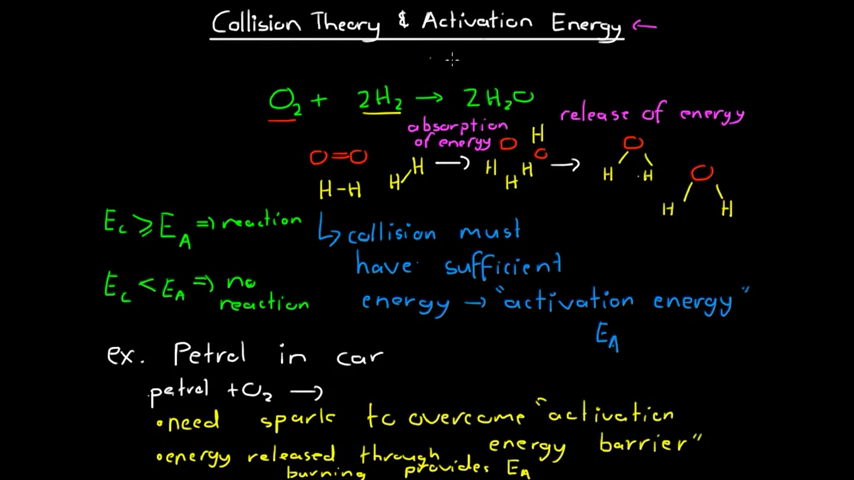 Collision Theory & Activation Energy ←
O₂ + 2H₂ → 2H₂O
release of energy
absorption
of energy
O=O
H-H
H H → H O H H O H → O H H O H H
Ec ≥ EA ⇒ reaction
↳ collision must
have sufficient
Ec < EA ⇒ no
reaction
energy → "activation energy"
EA
ex. Petrol in car
petrol + O₂ →
•need spark to overcome "activation
energy barrier"
•energy released through
burning provides EA